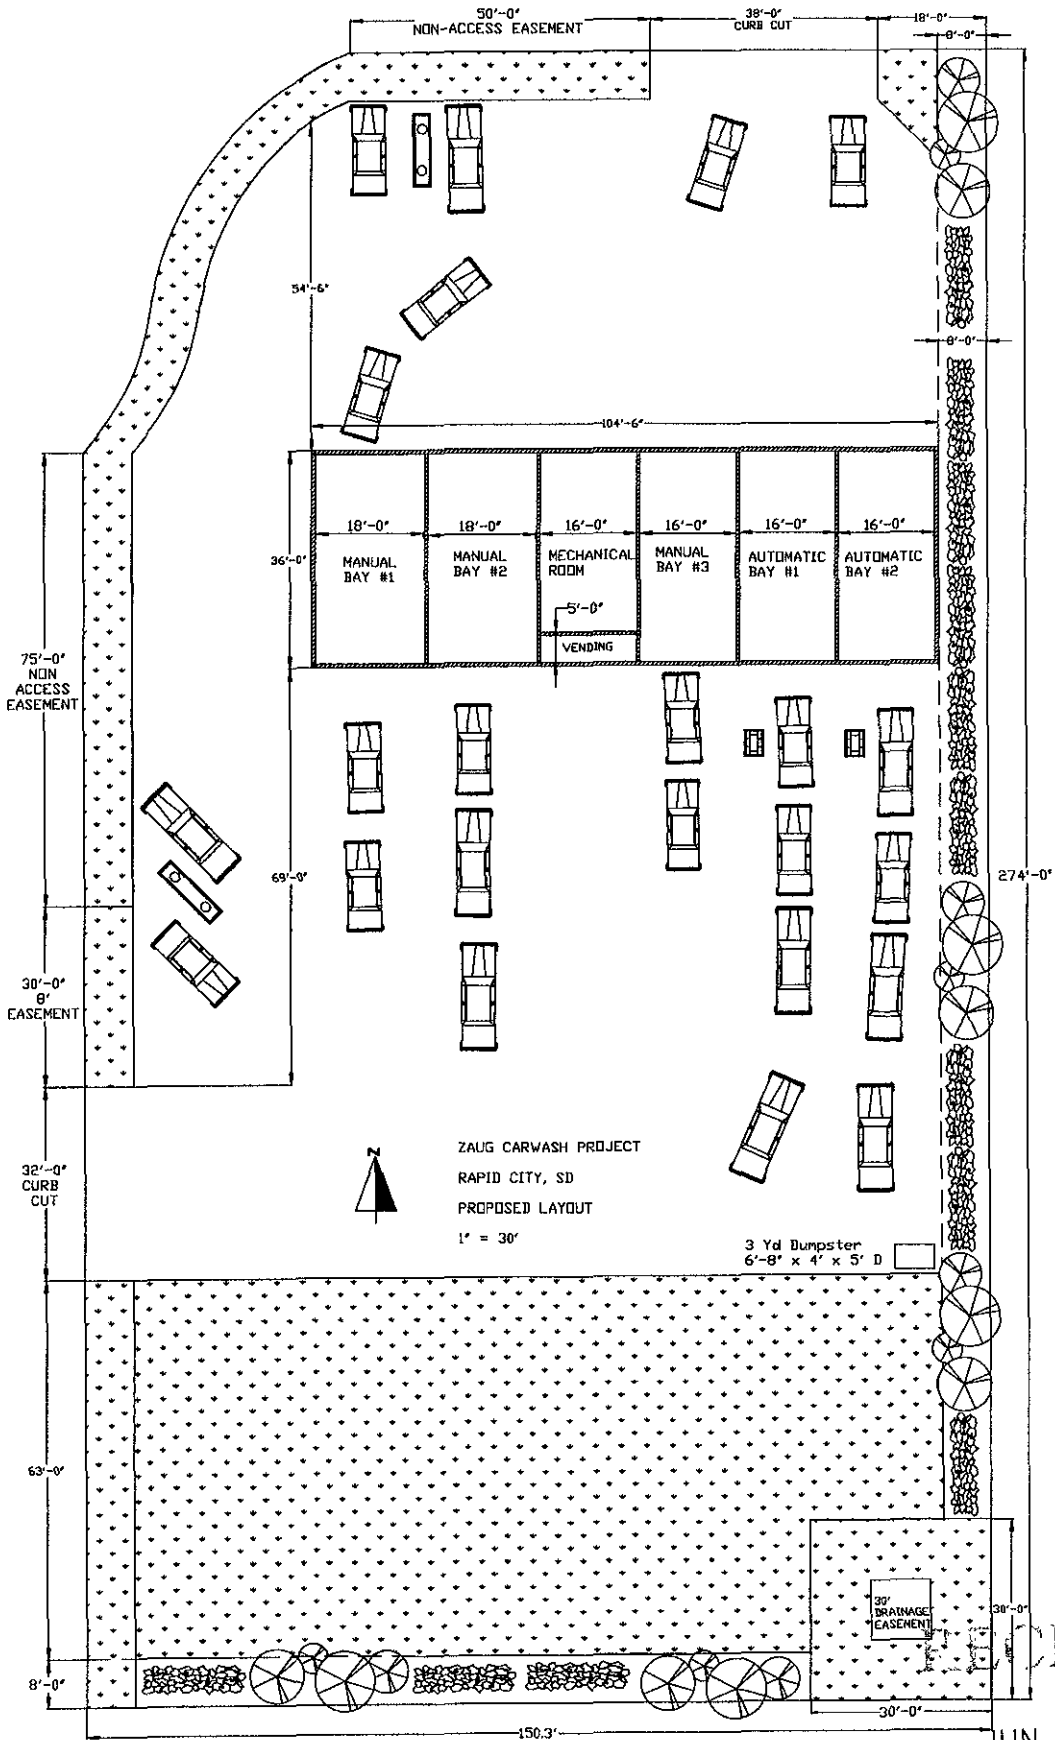 50'-0"
NON-ACCESS EASEMENT
38'-0"
CURB CUT
18'-0"
8'-0"
54'-6"
8'-0"
104'-6"
18'-0"
18'-0"
16'-0"
16'-0"
16'-0"
16'-0"
36'-0"
MANUAL
BAY #1
MANUAL
BAY #2
MECHANICAL
ROOM
MANUAL
BAY #3
AUTOMATIC
BAY #1
AUTOMATIC
BAY #2
5'-0"
VENDING
75'-0"
NON
ACCESS
EASEMENT
69'-0"
274'-0"
30'-0"
8'
EASEMENT
32'-0"
CURB
CUT
N
ZAUG CARWASH PROJECT
RAPID CITY, SD
PROPOSED LAYOUT
1" = 30'
3 Yd Dumpster
6'-8" x 4' x 5' D
63'-0"
30'
DRAINAGE
EASEMENT
30'-0"
8'-0"
30'-0"
150.3'